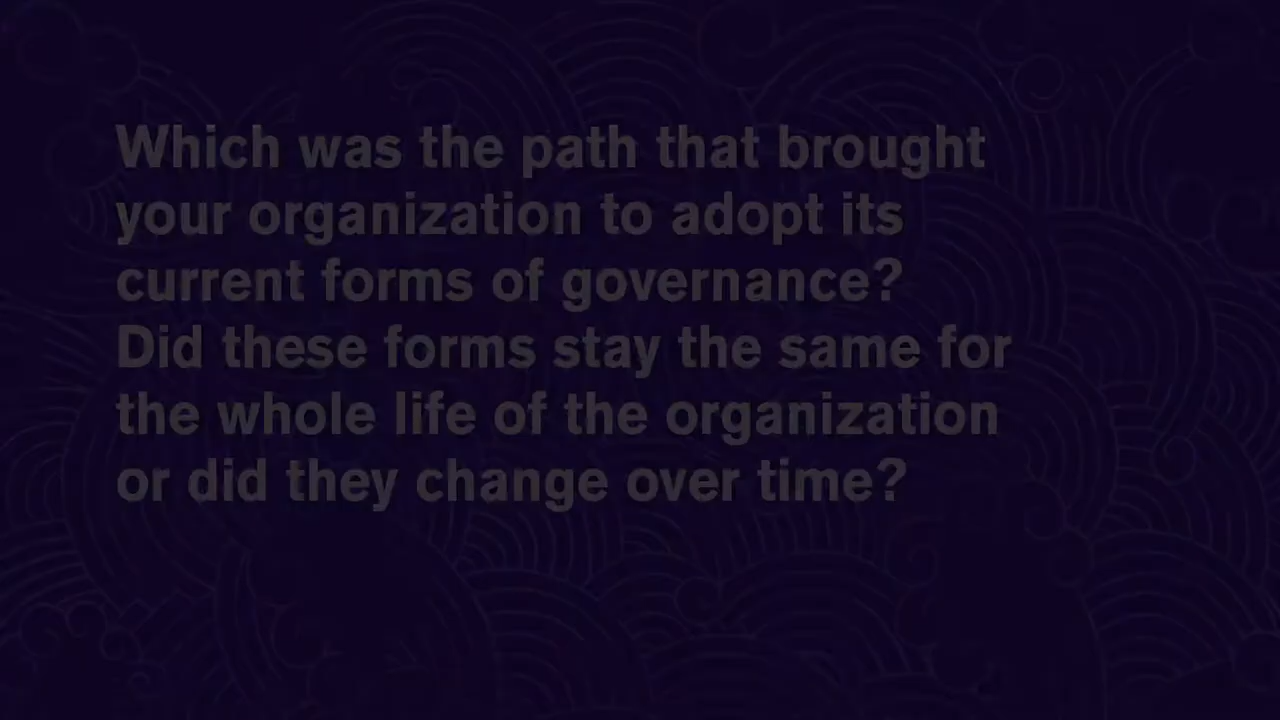 Which was the path that brought
your organization to adopt its
current forms of governance?
Did these forms stay the same for
the whole life of the organization
or did they change over time?